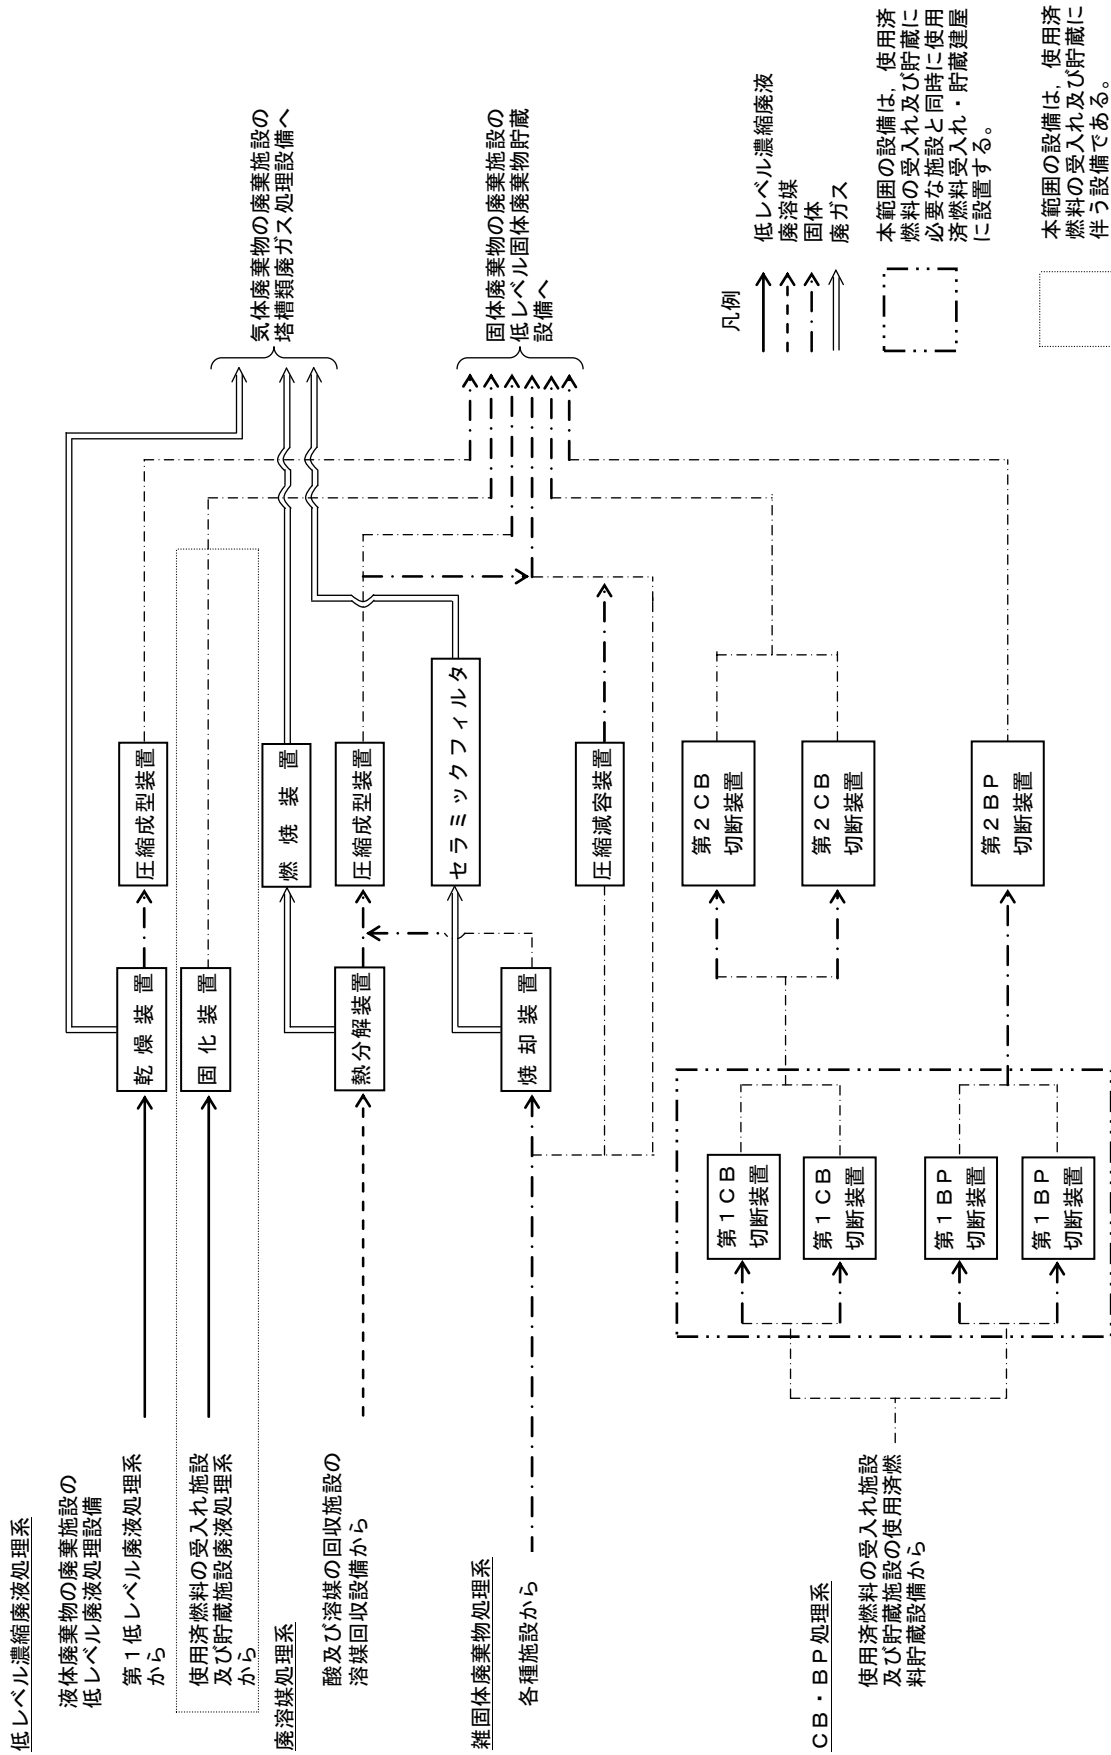 低レベル濃縮廃液処理系
液体廃棄物の廃棄施設の
低レベル廃液処理設備
第1低レベル廃液処理系
から
使用済燃料の受入れ施設
及び貯蔵施設廃液処理系
から
乾燥装置
圧縮成型装置
固化装置
気体廃棄物の廃棄施設の
塔槽類廃ガス処理設備へ
廃溶媒処理系
酸及び溶媒の回収施設の
溶媒回収設備から
熱分解装置
燃焼装置
圧縮成型装置
セラミックフィルタ
固体廃棄物の廃棄施設の
低レベル固体廃棄物貯蔵
設備へ
雑固体廃棄物処理系
各種施設から
焼却装置
圧縮減容装置
CB・BP処理系
使用済燃料の受入れ施設
及び貯蔵施設の使用済燃
料貯蔵設備から
第1CB
切断装置
第1CB
切断装置
第1BP
切断装置
第1BP
切断装置
第2CB
切断装置
第2CB
切断装置
第2BP
切断装置
凡例
低レベル濃縮廃液
廃溶媒
固体
廃ガス
本範囲の設備は，使用済
燃料の受入れ及び貯蔵に
必要な施設と同時に使用
済燃料受入れ・貯蔵建屋
に設置する。
本範囲の設備は，使用済
燃料の受入れ及び貯蔵に
伴う設備である。